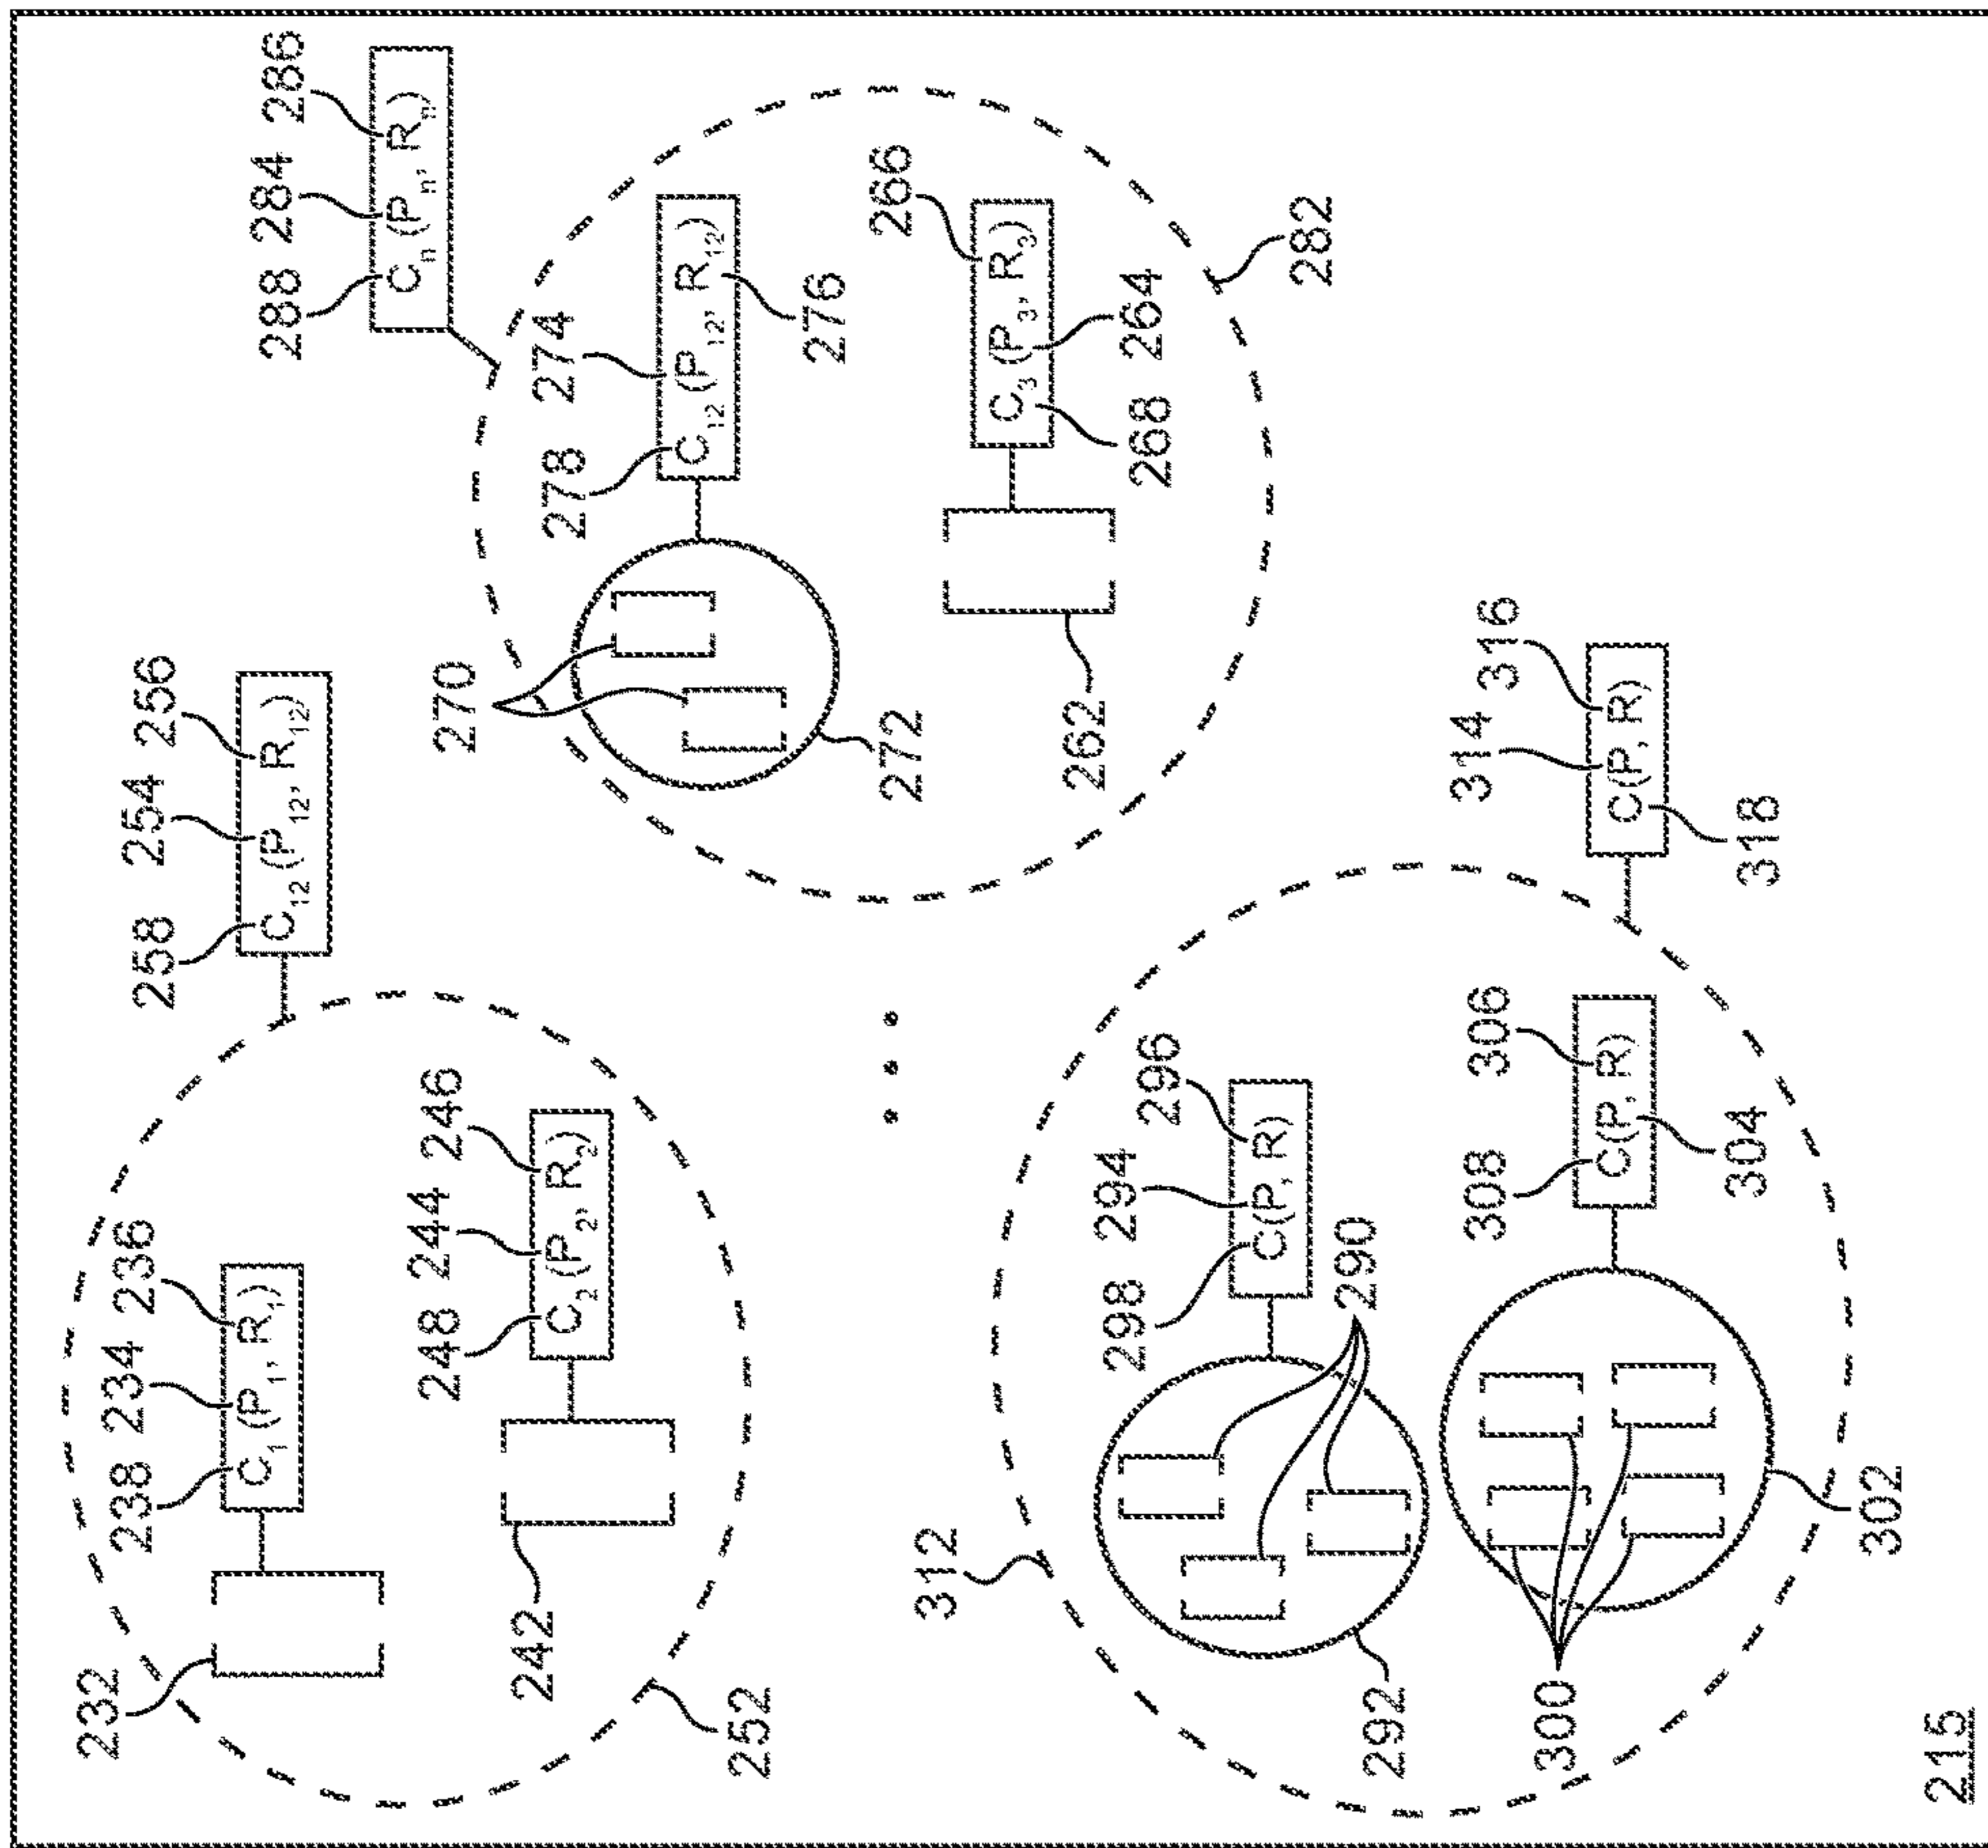 238 234 236
C₁ (P₁, R₁)
232
248 244 246
C₂ (P₂, R₂)
242
252
258 254 256
C₁₂ (P₁₂, R₁₂)
288 284 286
Cₙ (Pₙ, Rₙ)
270
278 274
C₁₂ (P₁₂, R₁₂)
276
272
266
C₃ (P₃, R₃)
268 264
262
282
312
298 294 296
C(P, R)
290
292
308 306
C(P, R)
304
300
302
314 316
C(P, R)
318
215